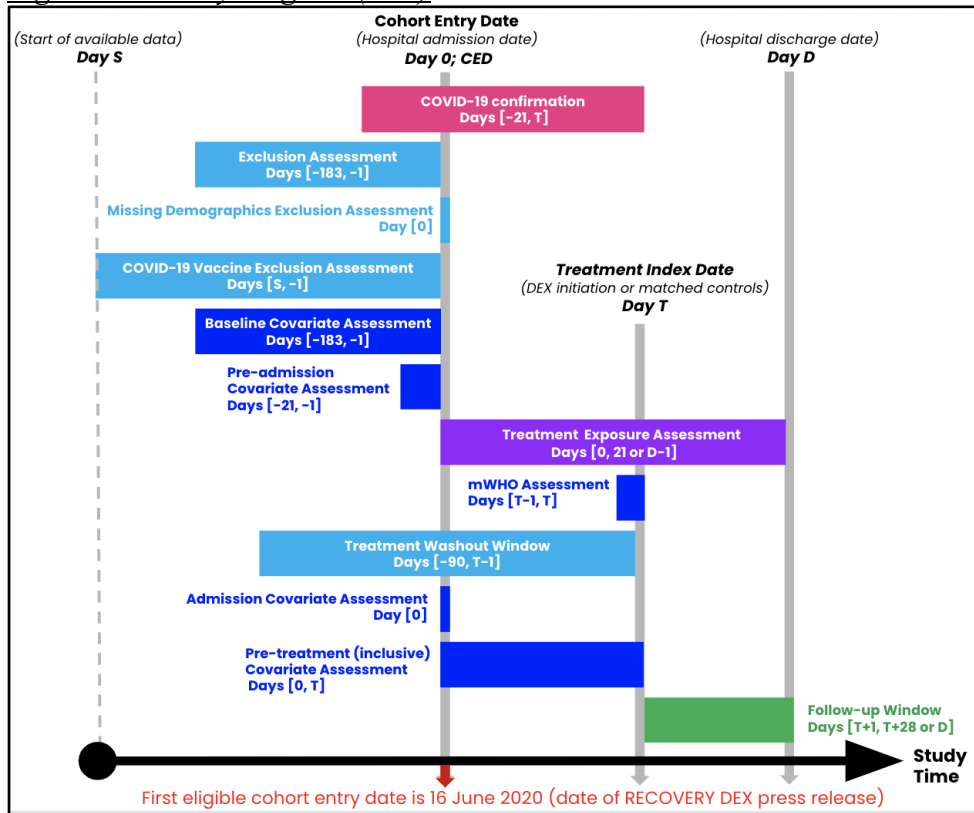 Cohort Entry Date
(Start of available data)
(Hospital admission date)
(Hospital discharge date)
Day S
Day 0; CED
Day D
COVID-19 confirmation
Days [-21, T]
Exclusion Assessment
Days [-183, -1]
Missing Demographics Exclusion Assessment
Day [0]
COVID-19 Vaccine Exclusion Assessment
Days [S, -1]
Treatment Index Date
(DEX initiation or matched controls)
Day T
Baseline Covariate Assessment
Days [-183, -1]
Pre-admission
Covariate Assessment
Days [-21, -1]
Treatment Exposure Assessment
Days [0, 21 or D-1]
mWHO Assessment
Days [T-1, T]
Treatment Washout Window
Days [-90, T-1]
Admission Covariate Assessment
Day [0]
Pre-treatment (inclusive)
Covariate Assessment
Days [0, T]
Follow-up Window
Days [T+1, T+28 or D]
Study
Time
First eligible cohort entry date is 16 June 2020 (date of RECOVERY DEX press release)